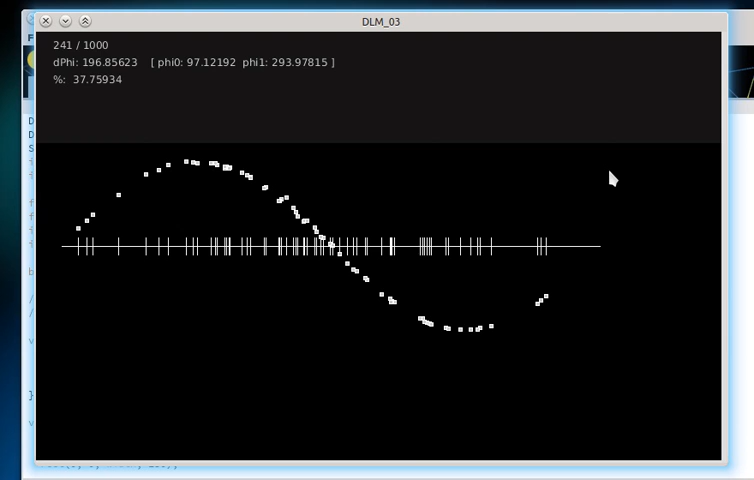 DLM_03
241 / 1000
dPhi: 196.85623 [ phi0: 97.12192 phi1: 293.97815 ]
%: 37.75934